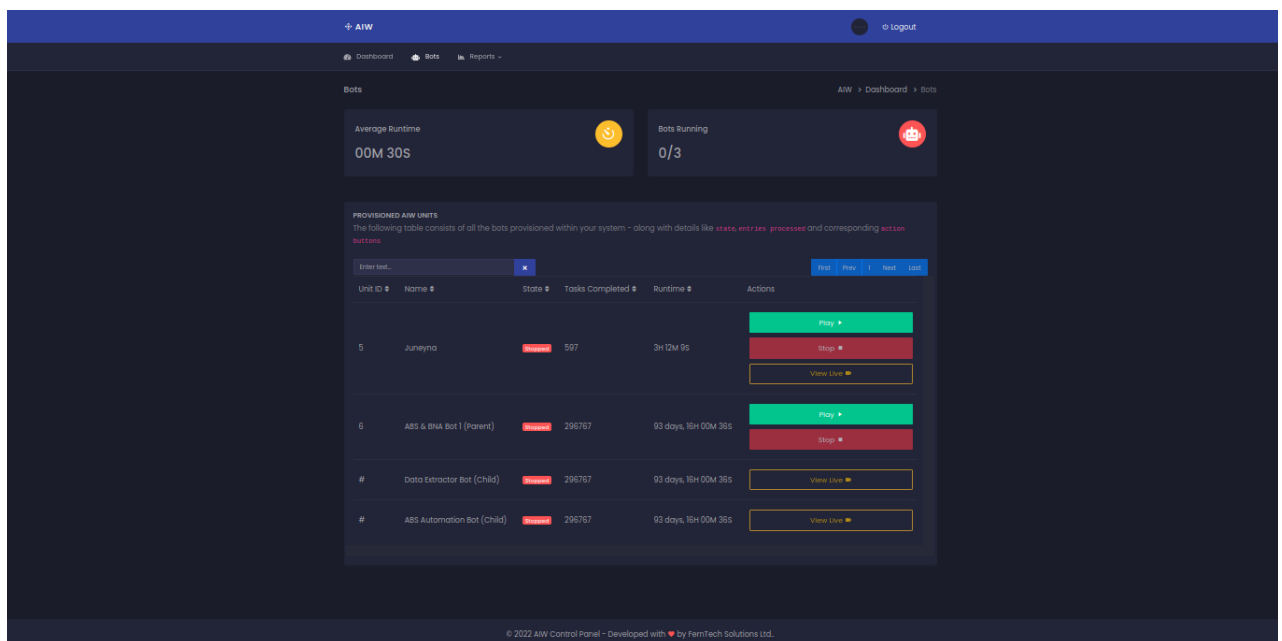 AIW
Logout
Dashboard Bots Reports
Bots
AIW > Dashboard > Bots
Average Runtime
00M 30S
Bots Running
0/3
PROVISIONED AIW UNITS
The following table consists of all the bots provisioned within your system - along with details like state, entries processed and corresponding action
buttons
Enter text...
First Prev 1 Next Last
Unit ID Name State Tasks Completed Runtime Actions
5 Juneyna Stopped 597 3H 12M 9S
Play
Stop
View Live
6 ABS & BNA Bot 1 (Parent) Stopped 296767 93 days, 16H 00M 36S
Play
Stop
# Data Extractor Bot (Child) Stopped 296767 93 days, 16H 00M 36S View Live
# ABS Automation Bot (Child) Stopped 296767 93 days, 16H 00M 36S View Live
© 2022 AIW Control Panel - Developed with ❤ by FernTech Solutions Ltd..